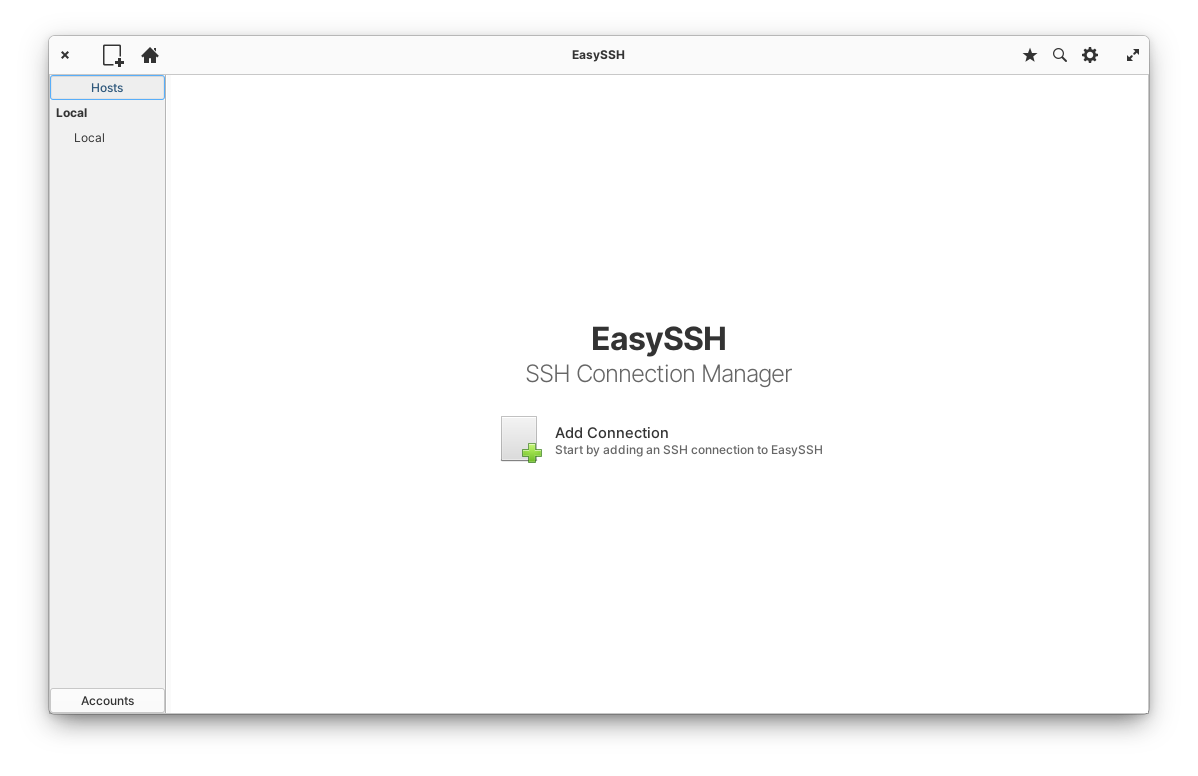 EasySSH
Hosts
Local
Local
EasySSH
SSH Connection Manager
Add Connection
Start by adding an SSH connection to EasySSH
Accounts